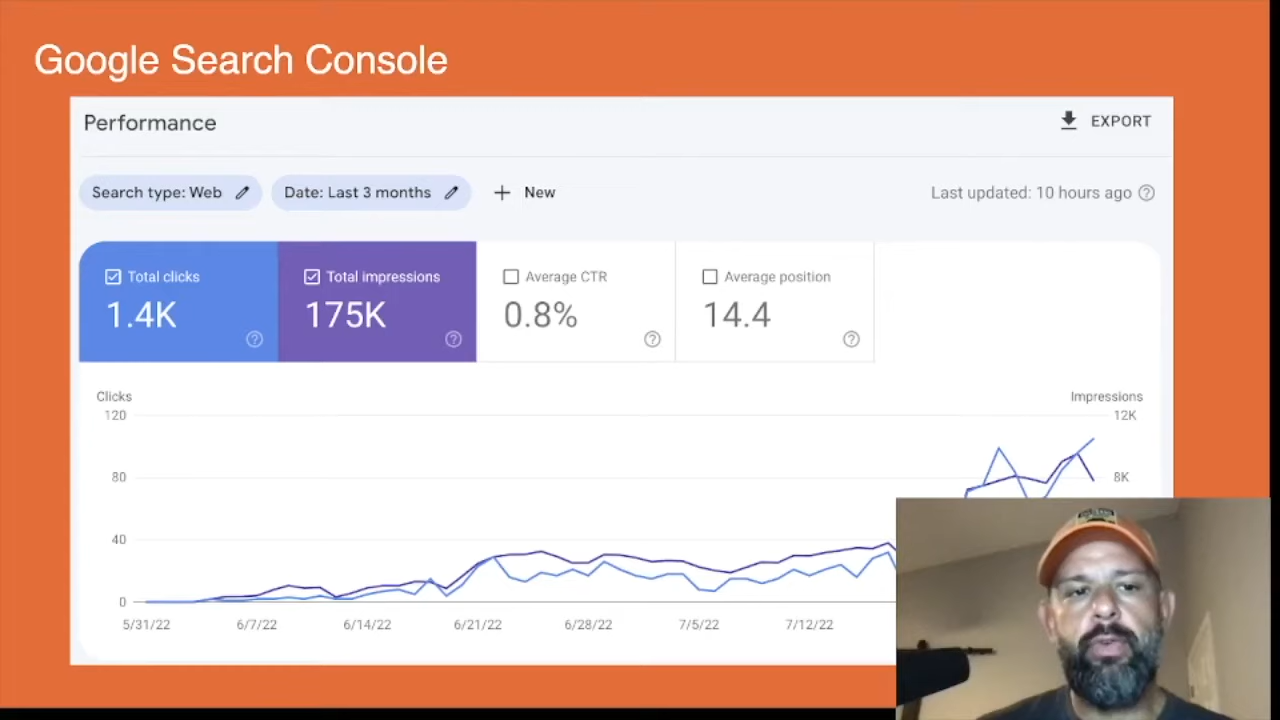 Google Search Console
Performance
EXPORT
Search type: Web
Date: Last 3 months
New
Last updated: 10 hours ago
Total clicks
1.4K
Total impressions
175K
Average CTR
0.8%
Average position
14.4
Clicks
Impressions
120
12K
80
8K
40
0
5/31/22
6/7/22
6/14/22
6/21/22
6/28/22
7/5/22
7/12/22